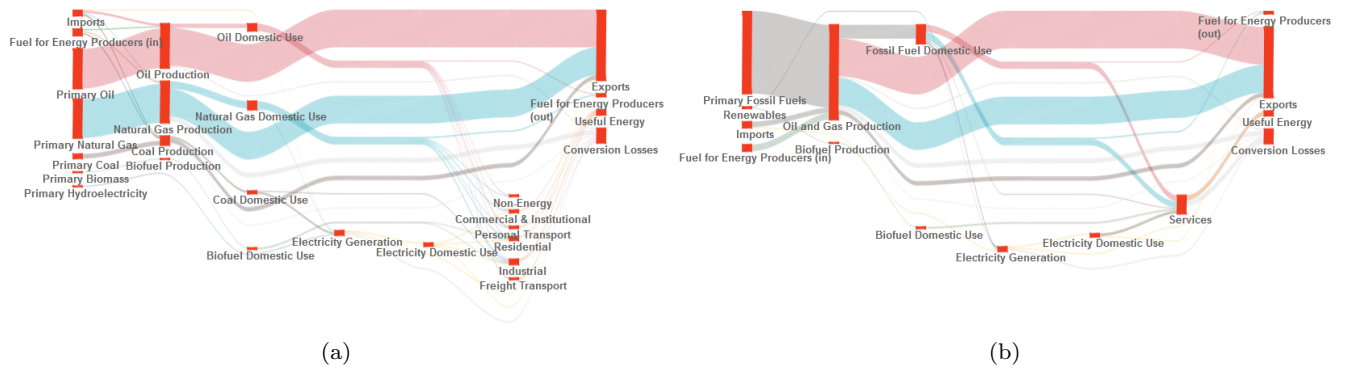 Imports
Oil Domestic Use
Fuel for Energy Producers (in)
Oil Production
Exports
Primary Oil
Fuel for Energy Producers
(out)
Natural Gas Domestic Use
Useful Energy
Natural Gas Production
Primary Natural Gas
Coal Production
Conversion Losses
Primary Coal
Biofuel Production
Primary Biomass
Primary Hydroelectricity
Coal Domestic Use
Non-Energy
Commercial & Institutional
Personal Transport
Electricity Generation
Residential
Biofuel Domestic Use
Electricity Domestic Use
Industrial
Freight Transport
(a)
Fuel for Energy Producers
(out)
Fossil Fuel Domestic Use
Primary Fossil Fuels
Exports
Renewables
Oil and Gas Production
Useful Energy
Imports
Biofuel Production
Conversion Losses
Fuel for Energy Producers (in)
Services
Biofuel Domestic Use
Electricity Domestic Use
Electricity Generation
(b)